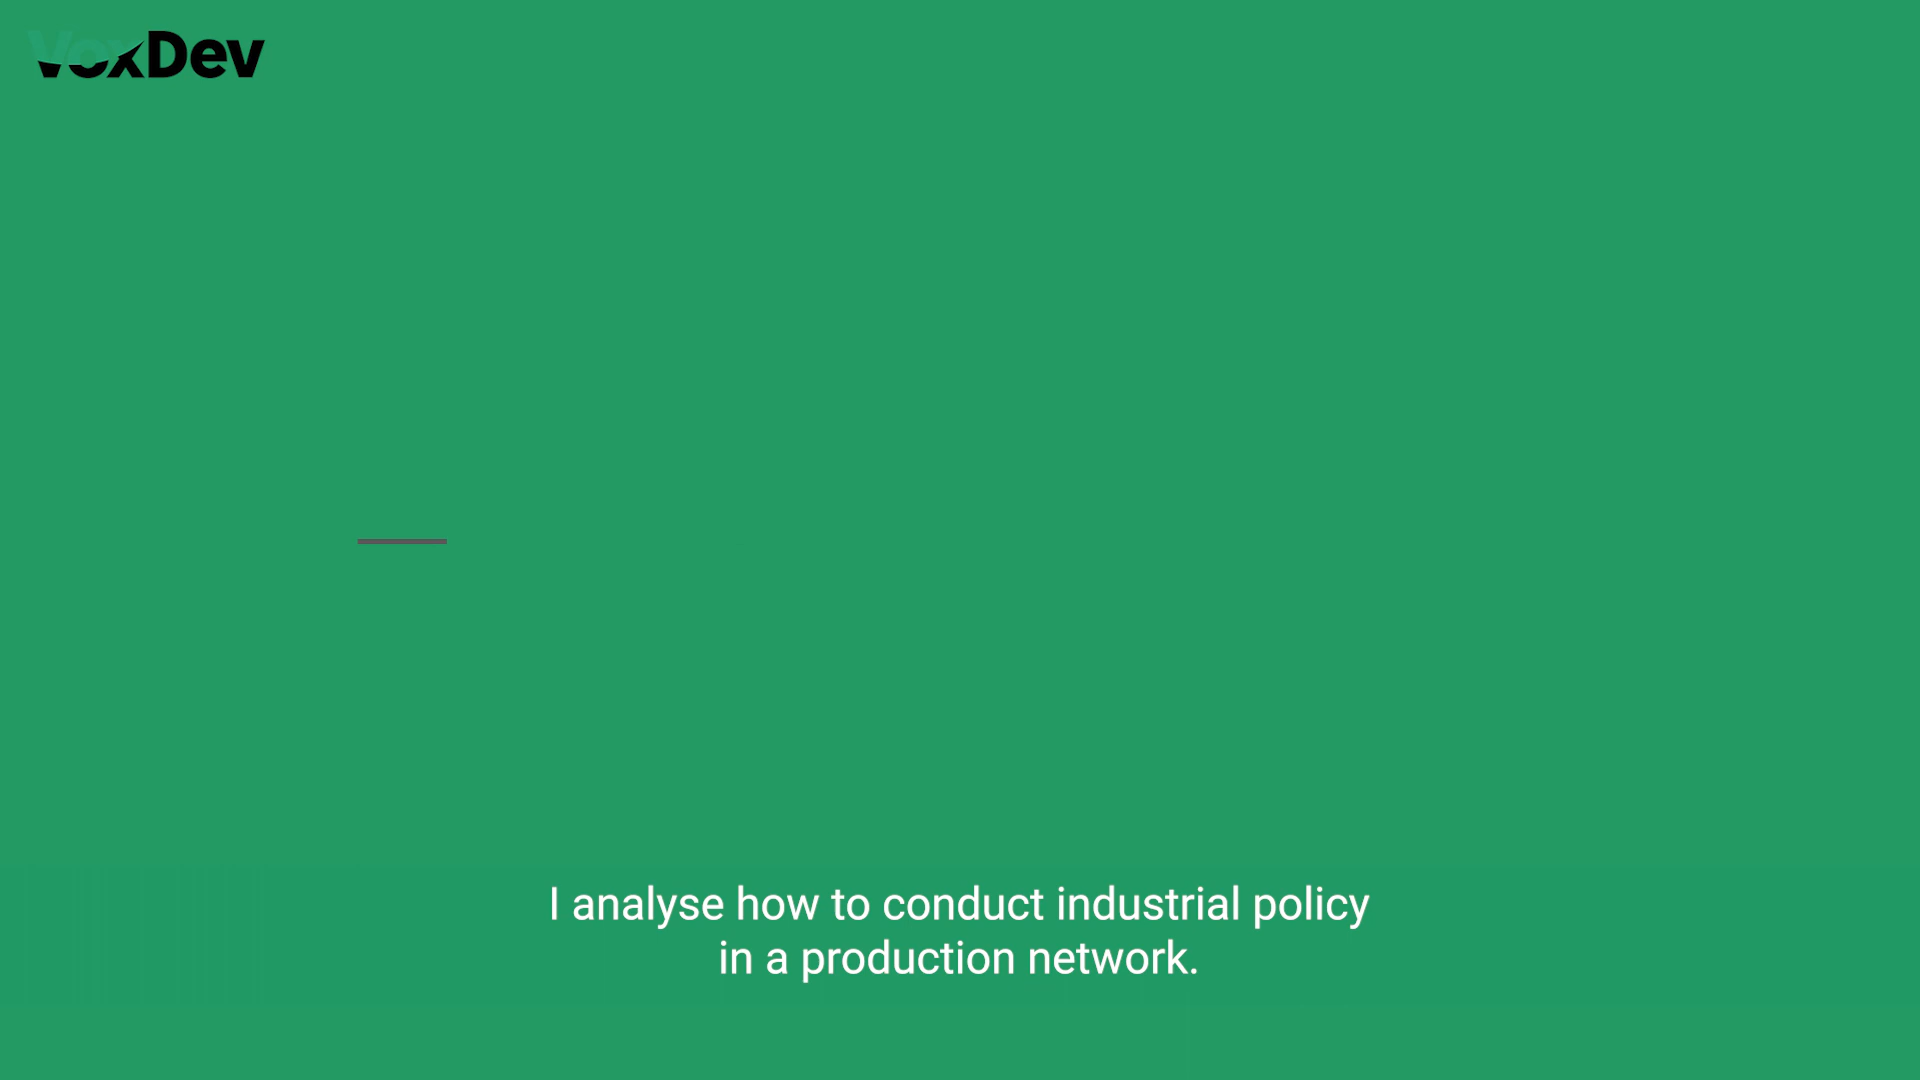 VoxDev
I analyse how to conduct industrial policy
in a production network.